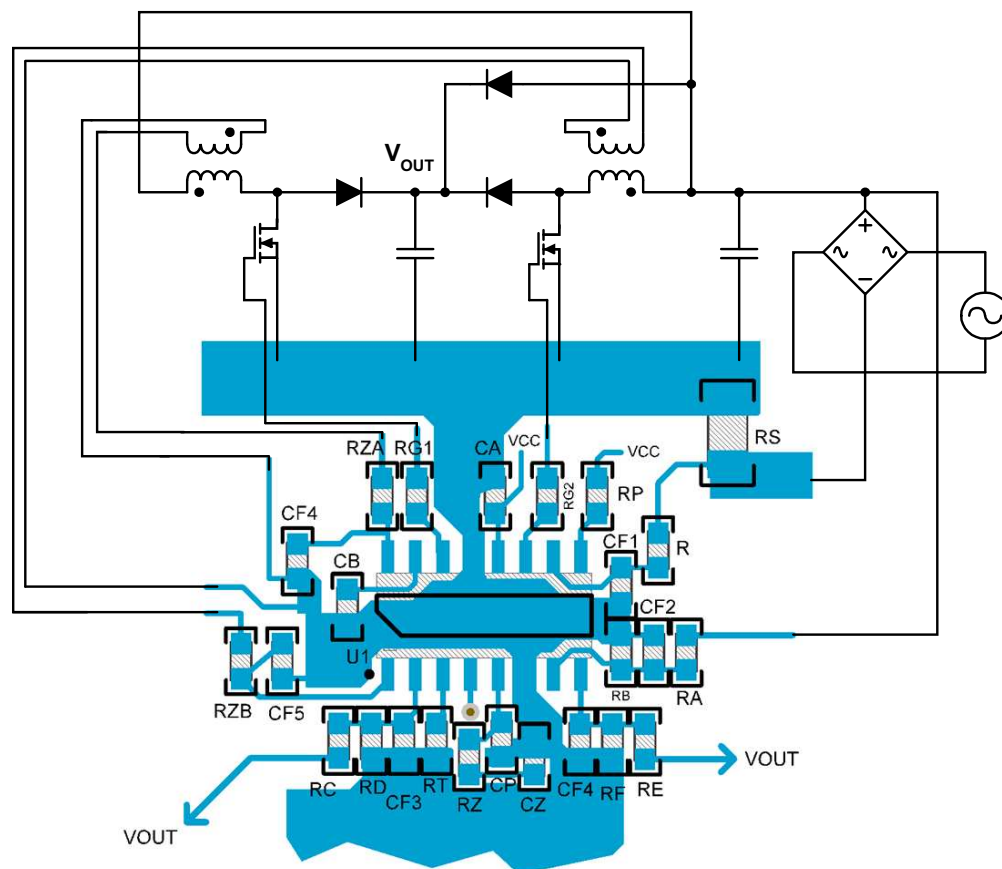 VOUT
+
−
RZA
RG1
CA
VCC
RG2
RP
VCC
RS
CF4
CB
CF1
R
CF2
U1
RB
RA
RZB
CF5
RC
RD
CF3
RT
RZ
CP
CZ
CF4
RF
RE
VOUT
VOUT